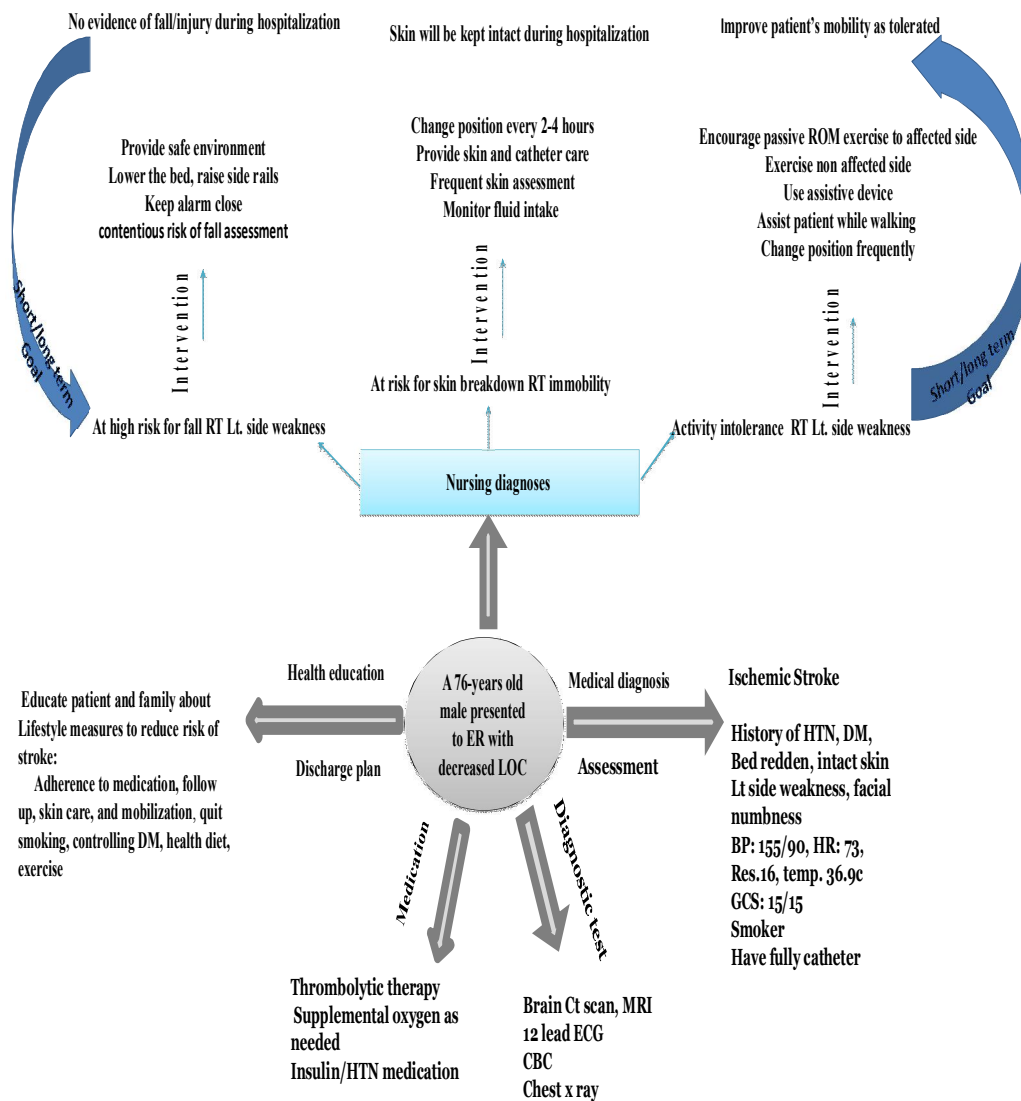 No evidence of fall/injury during hospitalization
Skin will be kept intact during hospitalization
Improve patient's mobility as tolerated
Provide safe environment
Lower the bed, raise side rails
Keep alarm close
contentious risk of fall assessment
Change position every 2-4 hours
Provide skin and catheter care
Frequent skin assessment
Monitor fluid intake
Encourage passive ROM exercise to affected side
Exercise non affected side
Use assistive device
Assist patient while walking
Change position frequently
Short/long term
Goal
Intervention
Intervention
Intervention
Short/long term
Goal
At high risk for fall RT Lt. side weakness
At risk for skin breakdown RT immobility
Activity intolerance RT Lt. side weakness
Nursing diagnoses
A 76-years old
male presented
to ER with
decreased LOC
Health education
Discharge plan
Educate patient and family about
Lifestyle measures to reduce risk of
stroke:
Adherence to medication, follow
up, skin care, and mobilization, quit
smoking, controlling DM, health diet,
exercise
Medical diagnosis
Assessment
Ischemic Stroke
History of HTN, DM,
Bed redden, intact skin
Lt side weakness, facial
numbness
BP: 155/90, HR: 73,
Res.16, temp. 36.9c
GCS: 15/15
Smoker
Have fully catheter
Medication
Thrombolytic therapy
Supplemental oxygen as
needed
Insulin/HTN medication
Diagnostic test
Brain Ct scan, MRI
12 lead ECG
CBC
Chest x ray